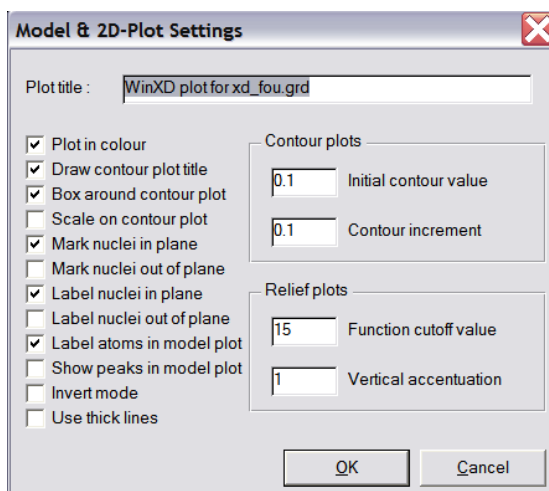 Model & 2D-Plot Settings
Plot title :
WinXD plot for xd_fou.grd
Plot in colour
Draw contour plot title
Box around contour plot
Scale on contour plot
Mark nuclei in plane
Mark nuclei out of plane
Label nuclei in plane
Label nuclei out of plane
Label atoms in model plot
Show peaks in model plot
Invert mode
Use thick lines
Contour plots
0.1 Initial contour value
0.1 Contour increment
Relief plots
15 Function cutoff value
1 Vertical accentuation
OK Cancel